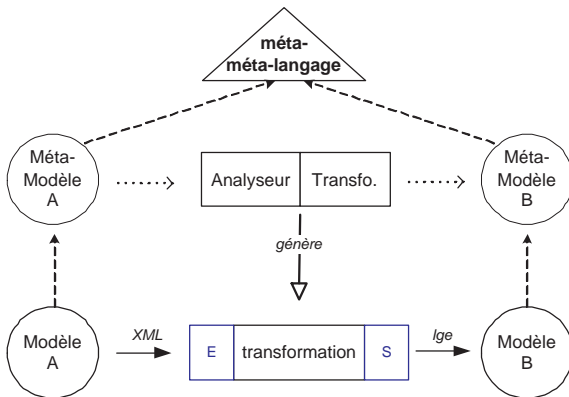 méta-
méta-langage
Méta-
Modèle
A
Analyseur
Transfo.
Méta-
Modèle
B
génère
Modèle
A
XML
E
transformation
S
lge
Modèle
B